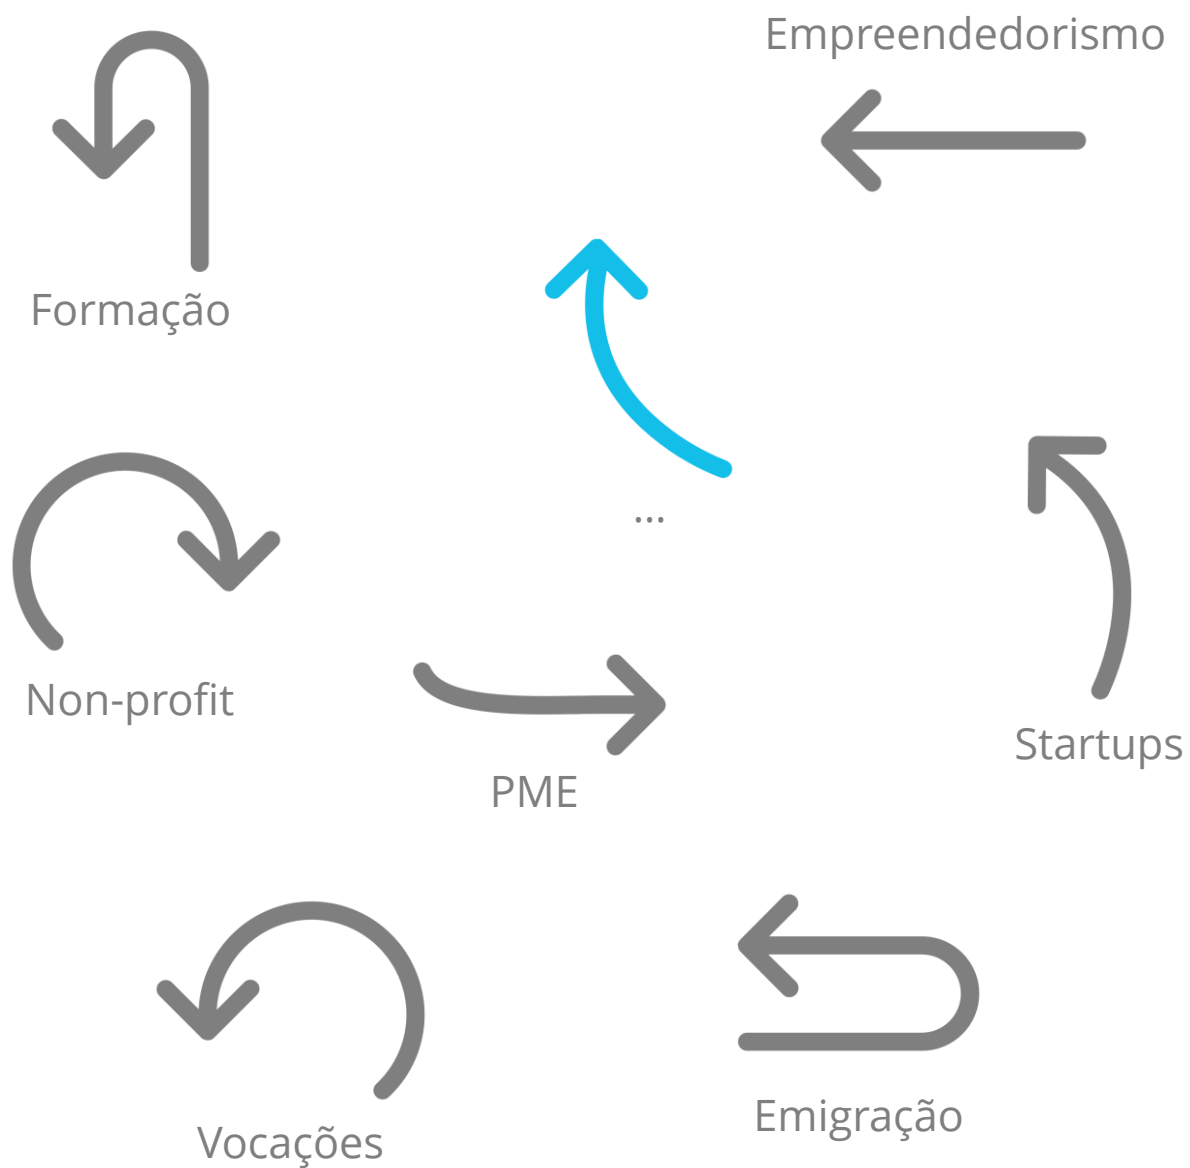 Empreendedorismo
Formação
...
Non-profit
Startups
PME
Emigração
Vocações